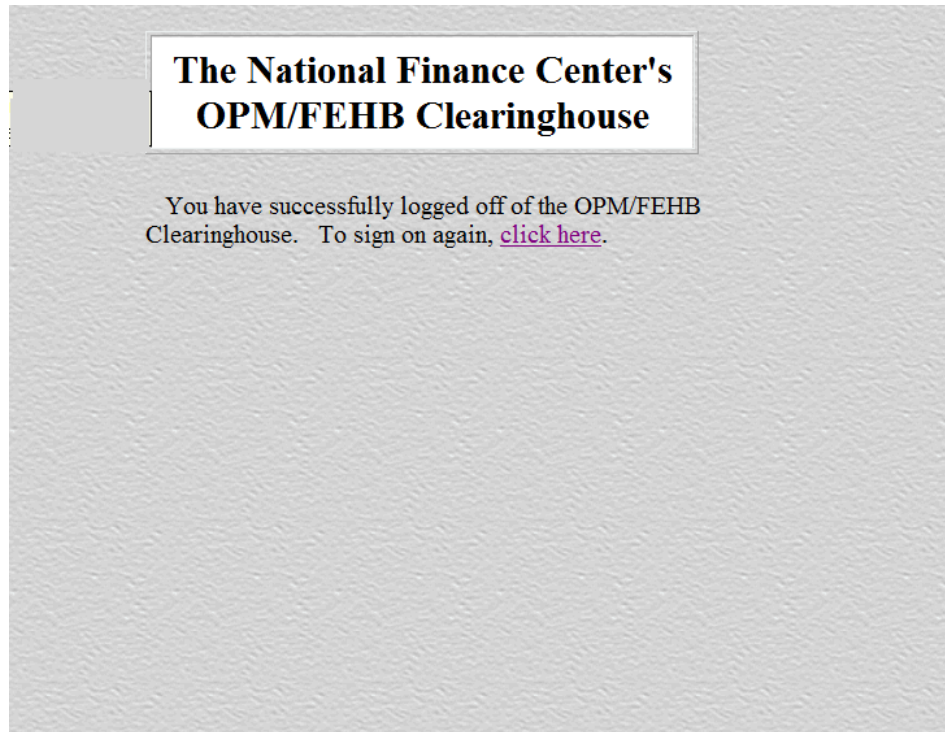 The National Finance Center's
OPM/FEHB Clearinghouse
You have successfully logged off of the OPM/FEHB
Clearinghouse. To sign on again, click here.